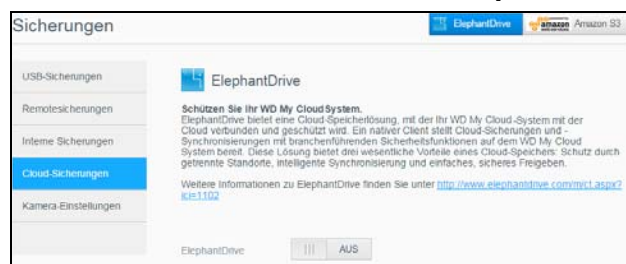 Sicherungen
ElephantDrive
amazon Amazon S3
USB-Sicherungen
Remotesicherungen
Interne Sicherungen
Cloud-Sicherungen
Kamera-Einstellungen
ElephantDrive
Schützen Sie Ihr WD My Cloud System.
ElephantDrive bietet eine Cloud-Speicherlösung, mit der Ihr WD My Cloud-System mit der
Cloud verbunden und geschützt wird. Ein nativer Client stellt Cloud-Sicherungen und -
Synchronisierungen mit branchenführenden Sicherheitsfunktionen auf dem WD My Cloud
System bereit. Diese Lösung bietet drei wesentliche Vorteile eines Cloud-Speichers: Schutz durch
getrennte Standorte, intelligente Synchronisierung und einfaches, sicheres Freigeben.
Weitere Informationen zu ElephantDrive finden Sie unter http://www.elephantdrive.com/m/ct.aspx?
ici=1102
ElephantDrive
AUS